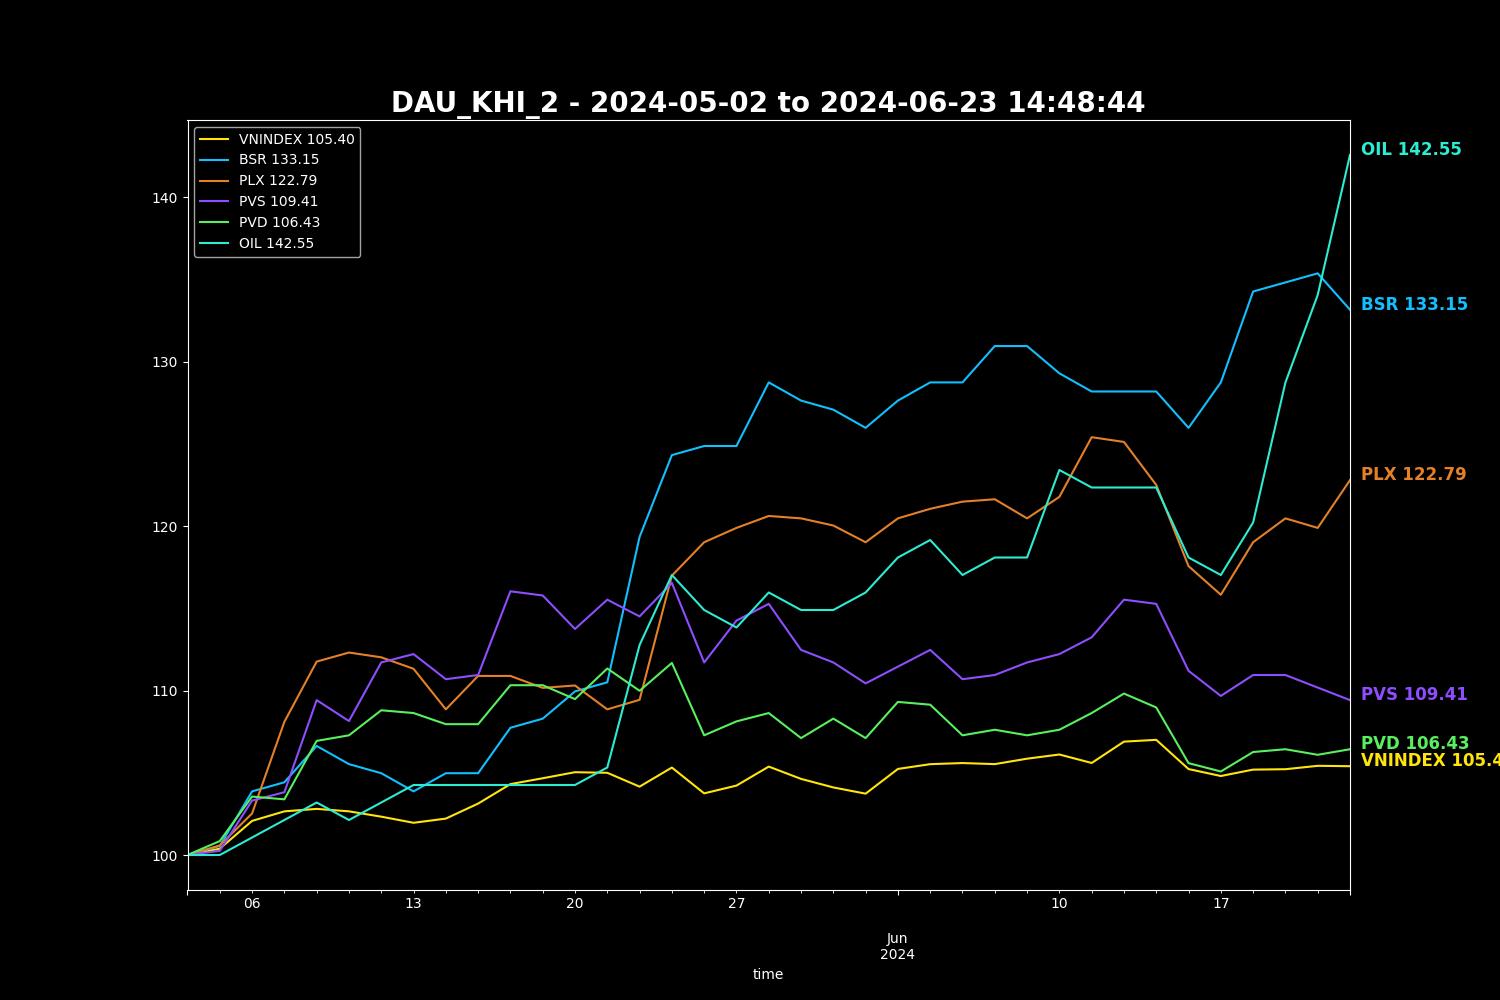 DAU_KHI_2 - 2024-05-02 to 2024-06-23 14:48:44
VNINDEX 105.40
BSR 133.15
PLX 122.79
PVS 109.41
PVD 106.43
OIL 142.55
140
130
120
110
100
OIL 142.55
BSR 133.15
PLX 122.79
PVS 109.41
PVD 106.43
VNINDEX 105.4
06 13 20 27 10 17
Jun
2024
time